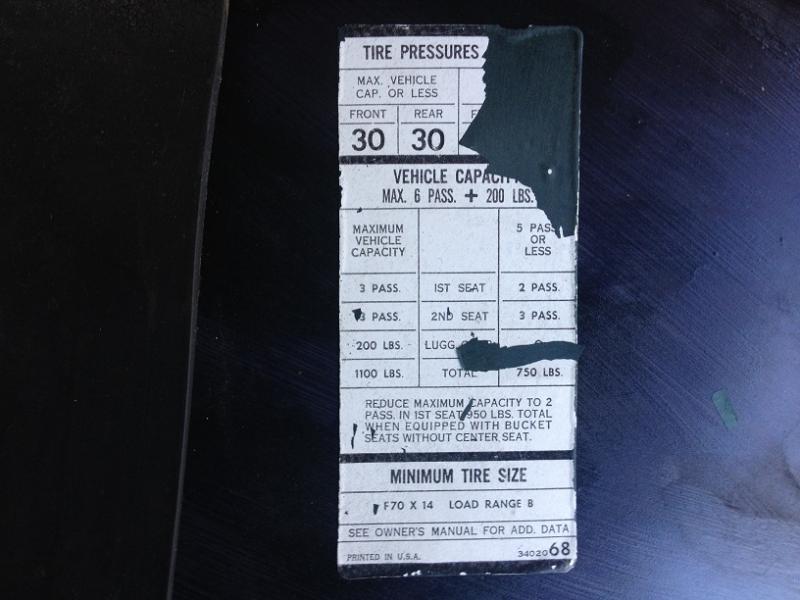 TIRE PRESSURES
MAX. VEHICLE
CAP. OR LESS
FRONT REAR
30 30
VEHICLE
MAX. 6 PASS. + 200 LBS.
MAXIMUM
VEHICLE
CAPACITY
5 PASS
OR
LESS
3 PASS. 1ST SEAT 2 PASS.
3 PASS. 2ND SEAT 3 PASS.
200 LBS. LUGG
1100 LBS. TOTAL 750 LBS.
REDUCE MAXIMUM CAPACITY TO 2
PASS. IN 1ST SEAT/950 LBS. TOTAL
WHEN EQUIPPED WITH BUCKET
SEATS WITHOUT CENTER SEAT.
MINIMUM TIRE SIZE
F70 X 14 LOAD RANGE B
SEE OWNER'S MANUAL FOR ADD. DATA
PRINTED IN U.S.A. 3402068